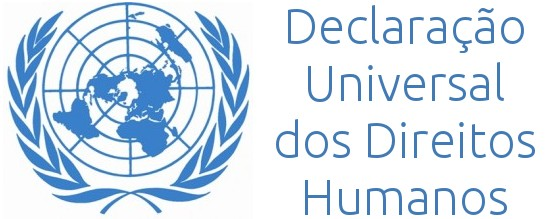 Declaração
Universal
dos Direitos
Humanos